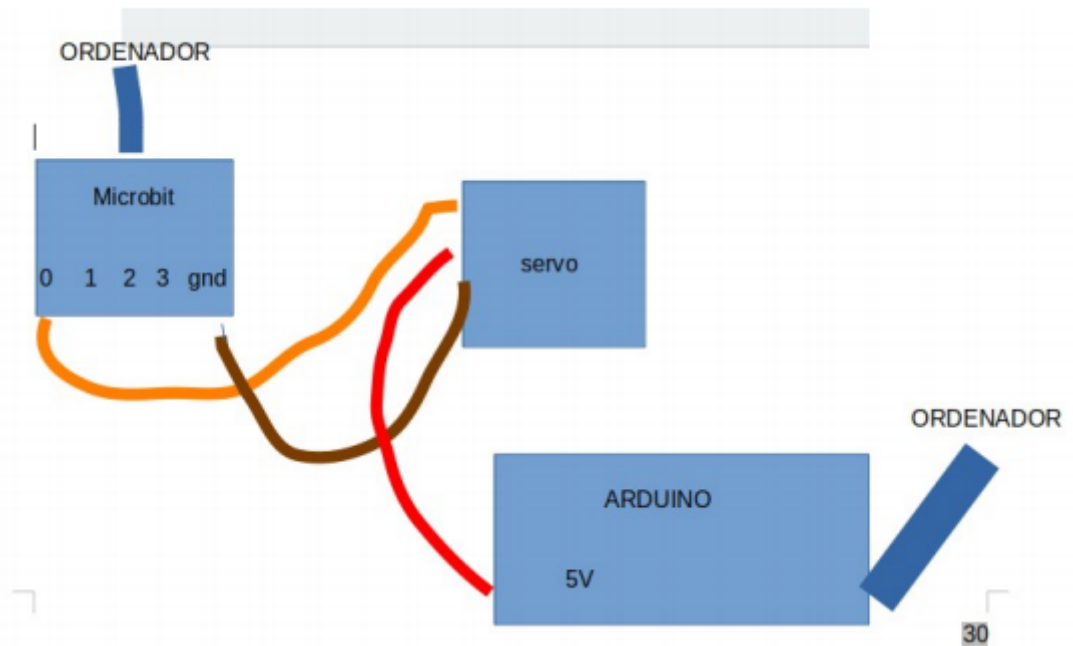 ORDENADOR
Microbit
0 1 2 3 gnd
servo
ORDENADOR
ARDUINO
5V
30